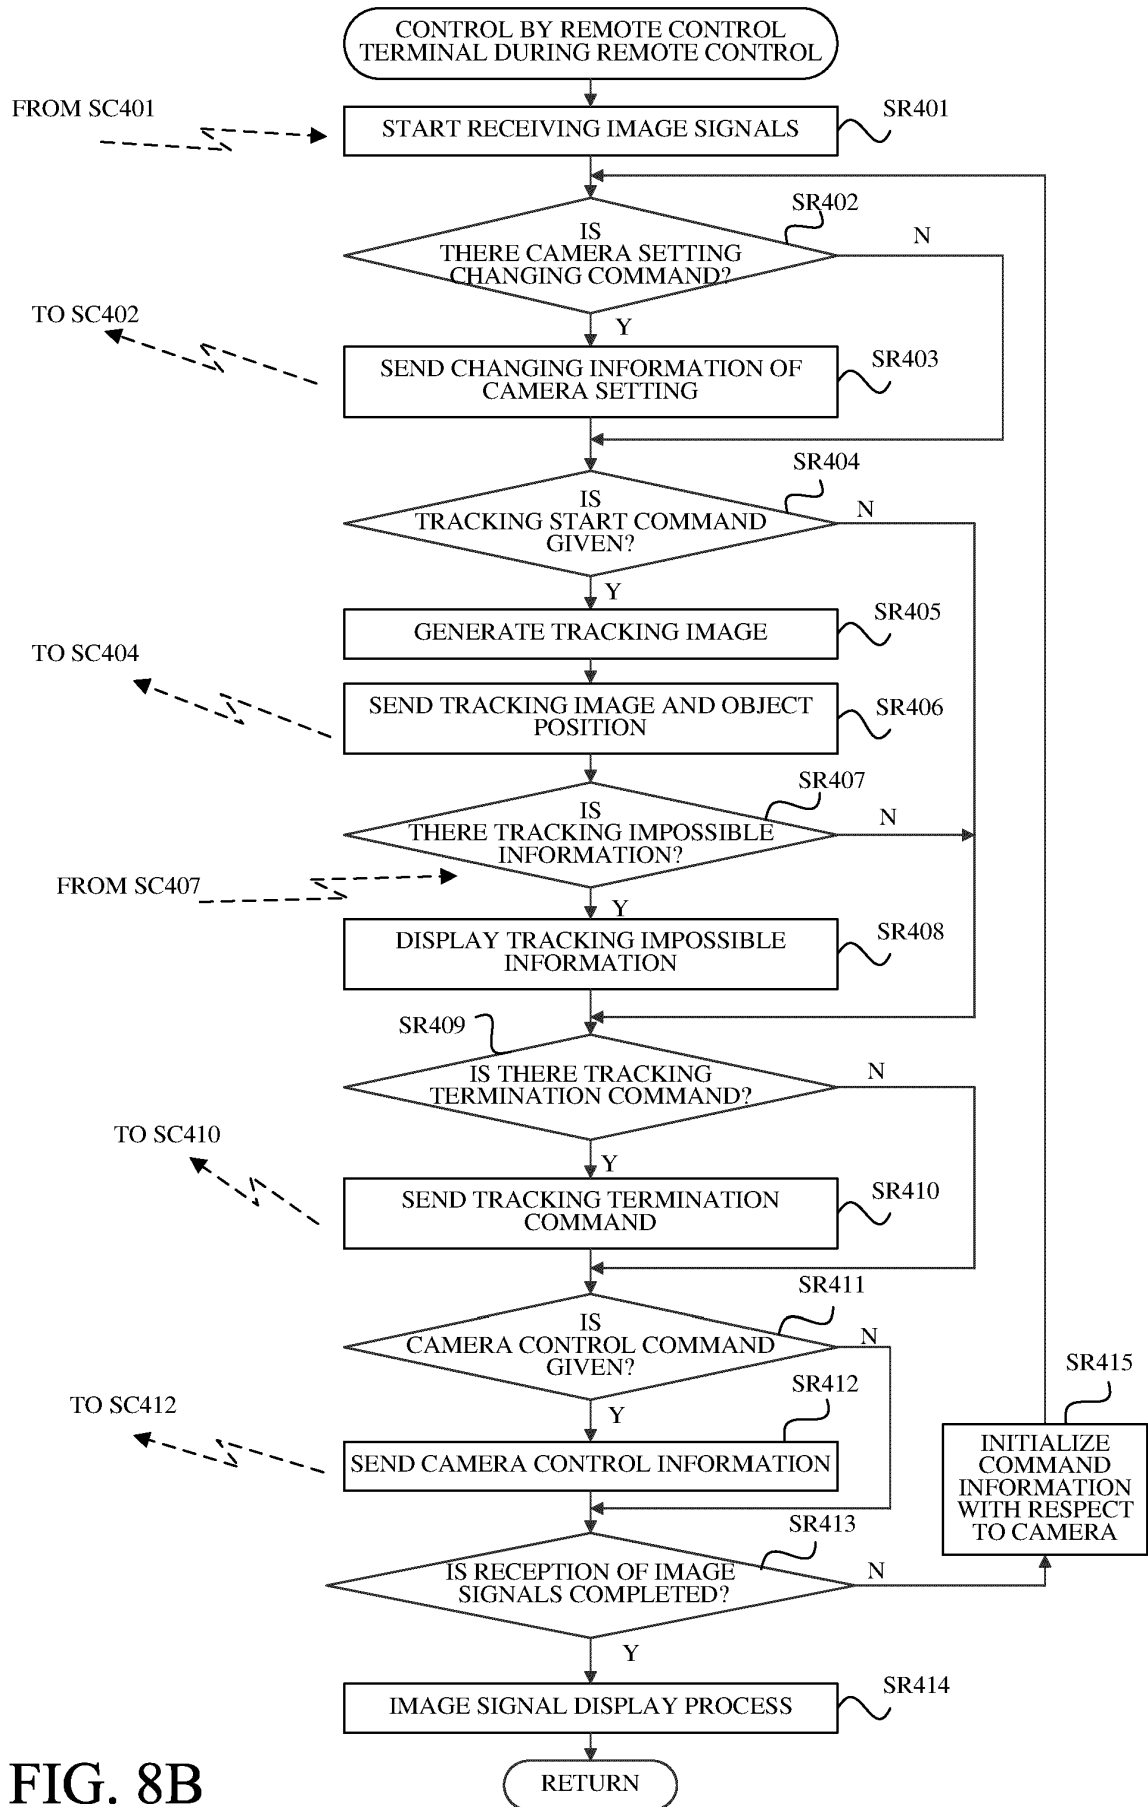 CONTROL BY REMOTE CONTROL
TERMINAL DURING REMOTE CONTROL
FROM SC401
START RECEIVING IMAGE SIGNALS
SR401
SR402
IS
THERE CAMERA SETTING
CHANGING COMMAND?
N
Y
TO SC402
SEND CHANGING INFORMATION OF
CAMERA SETTING
SR403
SR404
IS
TRACKING START COMMAND
GIVEN?
N
Y
GENERATE TRACKING IMAGE
SR405
TO SC404
SEND TRACKING IMAGE AND OBJECT
POSITION
SR406
SR407
IS
THERE TRACKING IMPOSSIBLE
INFORMATION?
N
FROM SC407
Y
DISPLAY TRACKING IMPOSSIBLE
INFORMATION
SR408
SR409
IS THERE TRACKING
TERMINATION COMMAND?
N
Y
TO SC410
SEND TRACKING TERMINATION
COMMAND
SR410
SR411
IS
CAMERA CONTROL COMMAND
GIVEN?
N
Y
TO SC412
SR412
SEND CAMERA CONTROL INFORMATION
SR415
INITIALIZE
COMMAND
INFORMATION
WITH RESPECT
TO CAMERA
SR413
IS RECEPTION OF IMAGE
SIGNALS COMPLETED?
N
Y
IMAGE SIGNAL DISPLAY PROCESS
SR414
RETURN
FIG. 8B